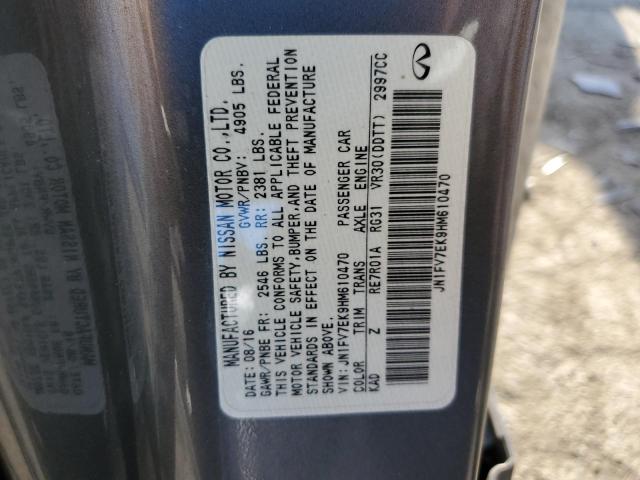 MANUFACTURED BY NISSAN MOTOR CO.,LTD.
DATE: 08/16 GVWR/PNBV: 4905 LBS.
GAWR/PNBE FR: 2546 LBS. RR: 2381 LBS.
THIS VEHICLE CONFORMS TO ALL APPLICABLE FEDERAL
MOTOR VEHICLE SAFETY, BUMPER, AND THEFT PREVENTION
STANDARDS IN EFFECT ON THE DATE OF MANUFACTURE
SHOWN ABOVE.
VIN: JN1FV7EK9HM610470 PASSENGER CAR
COLOR TRIM TRANS AXLE ENGINE
KAD Z RE7R01A RG31 VR30(DDTT) 2997CC
JN1FV7EK9HM610470